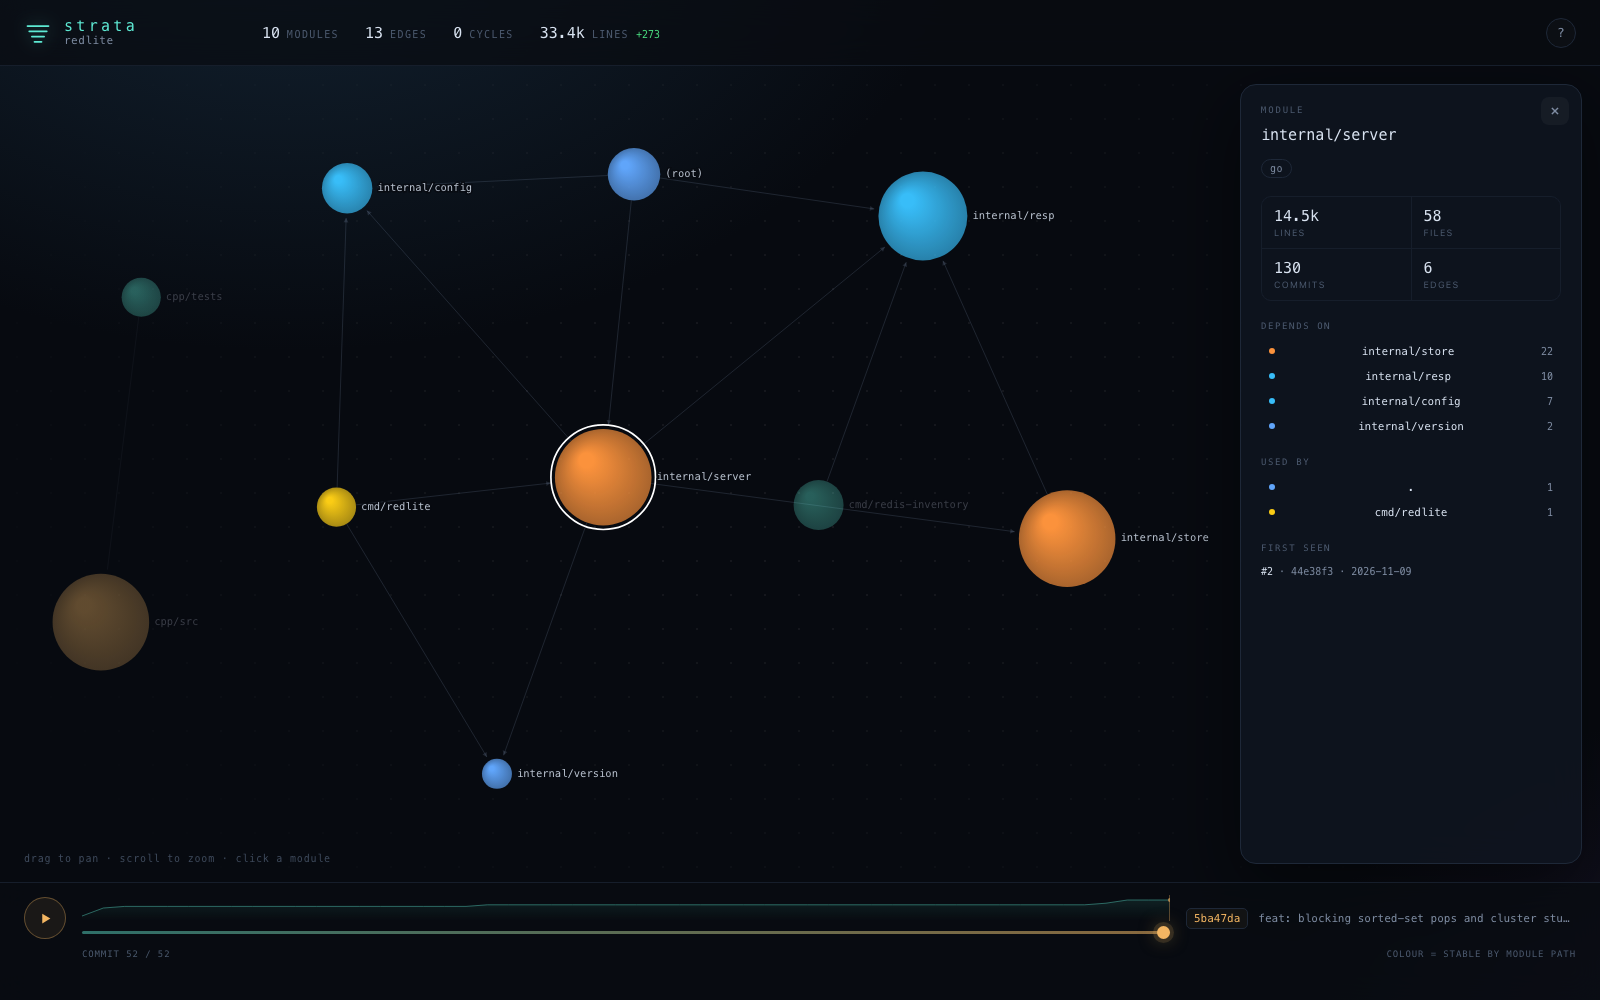 strata
redlite
10 MODULES 13 EDGES 0 CYCLES 33.4k LINES +273
?
internal/config
(root)
internal/resp
cpp/tests
internal/server
cmd/redlite
cmd/redis-inventory
internal/store
cpp/src
internal/version
drag to pan · scroll to zoom · click a module
MODULE
×
internal/server
go
14.5k
LINES
58
FILES
130
COMMITS
6
EDGES
DEPENDS ON
internal/store 22
internal/resp 10
internal/config 7
internal/version 2
USED BY
. 1
cmd/redlite 1
FIRST SEEN
#2 · 44e38f3 · 2026-11-09
5ba47da feat: blocking sorted-set pops and cluster stu…
COMMIT 52 / 52
COLOUR = STABLE BY MODULE PATH